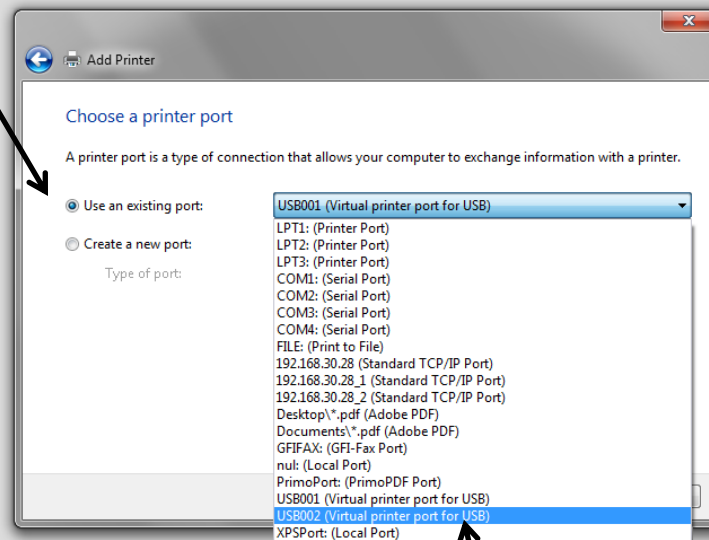 Add Printer
Choose a printer port
A printer port is a type of connection that allows your computer to exchange information with a printer.
Use an existing port: USB001 (Virtual printer port for USB)
Create a new port:
Type of port:
LPT1: (Printer Port)
LPT2: (Printer Port)
LPT3: (Printer Port)
COM1: (Serial Port)
COM2: (Serial Port)
COM3: (Serial Port)
COM4: (Serial Port)
FILE: (Print to File)
192.168.30.28 (Standard TCP/IP Port)
192.168.30.28_1 (Standard TCP/IP Port)
192.168.30.28_2 (Standard TCP/IP Port)
Desktop\*.pdf (Adobe PDF)
Documents\*.pdf (Adobe PDF)
GFIFAX: (GFI-Fax Port)
nul: (Local Port)
PrimoPort: (PrimoPDF Port)
USB001 (Virtual printer port for USB)
USB002 (Virtual printer port for USB)
XPSPort: (Local Port)